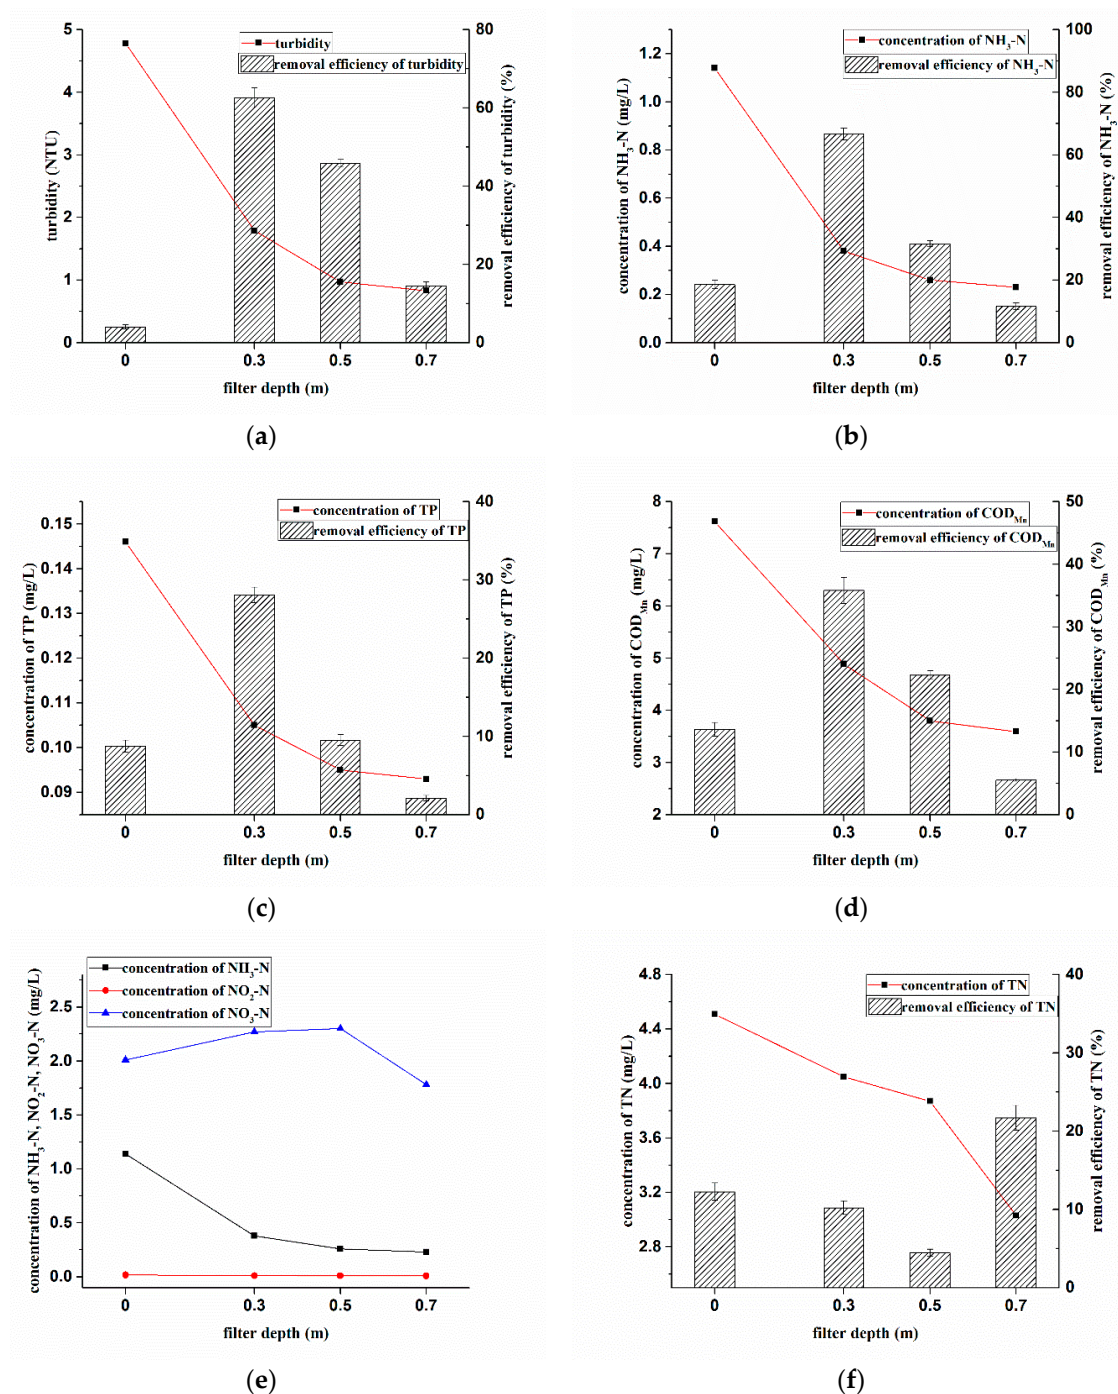 turbidity
removal efficiency of turbidity
5
4
3
2
1
0
turbidity (NTU)
80
60
40
20
0
removal efficiency of turbidity (%)
0 0.3 0.5 0.7
filter depth (m)
(a)
concentration of NH3-N
removal efficiency of NH3-N
1.2
1.0
0.8
0.6
0.4
0.2
0.0
concentration of NH3-N (mg/L)
100
80
60
40
20
0
removal efficiency of NH3-N (%)
0 0.3 0.5 0.7
filter depth (m)
(b)
concentration of TP
removal efficiency of TP
0.15
0.14
0.13
0.12
0.11
0.10
0.09
concentration of TP (mg/L)
40
30
20
10
0
removal efficiency of TP (%)
0 0.3 0.5 0.7
filter depth (m)
(c)
concentration of CODMn
removal efficiency of CODMn
8
7
6
5
4
3
2
concentration of CODMn (mg/L)
50
40
30
20
10
0
removal efficiency of CODMn (%)
0 0.3 0.5 0.7
filter depth (m)
(d)
concentration of NH3-N
concentration of NO2-N
concentration of NO3-N
2.5
2.0
1.5
1.0
0.5
0.0
concentration of NH3-N, NO2-N, NO3-N (mg/L)
0 0.3 0.5 0.7
filter depth (m)
(e)
concentration of TN
removal efficiency of TN
4.8
4.4
4.0
3.6
3.2
2.8
concentration of TN (mg/L)
40
30
20
10
0
removal efficiency of TN (%)
0 0.3 0.5 0.7
filter depth (m)
(f)